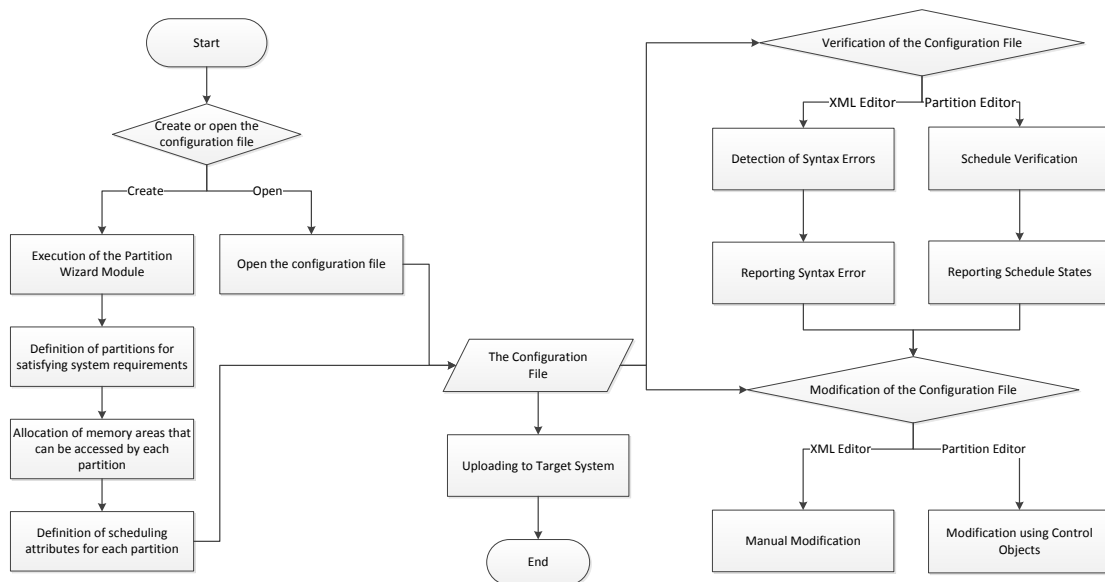 Start
Create or open the
configuration file
Create
Open
Execution of the Partition
Wizard Module
Open the configuration file
Definition of partitions for
satisfying system requirements
Allocation of memory areas that
can be accessed by each
partition
Definition of scheduling
attributes for each partition
The Configuration
File
Uploading to Target System
End
Verification of the Configuration File
XML Editor
Partition Editor
Detection of Syntax Errors
Schedule Verification
Reporting Syntax Error
Reporting Schedule States
Modification of the Configuration File
XML Editor
Partition Editor
Manual Modification
Modification using Control
Objects